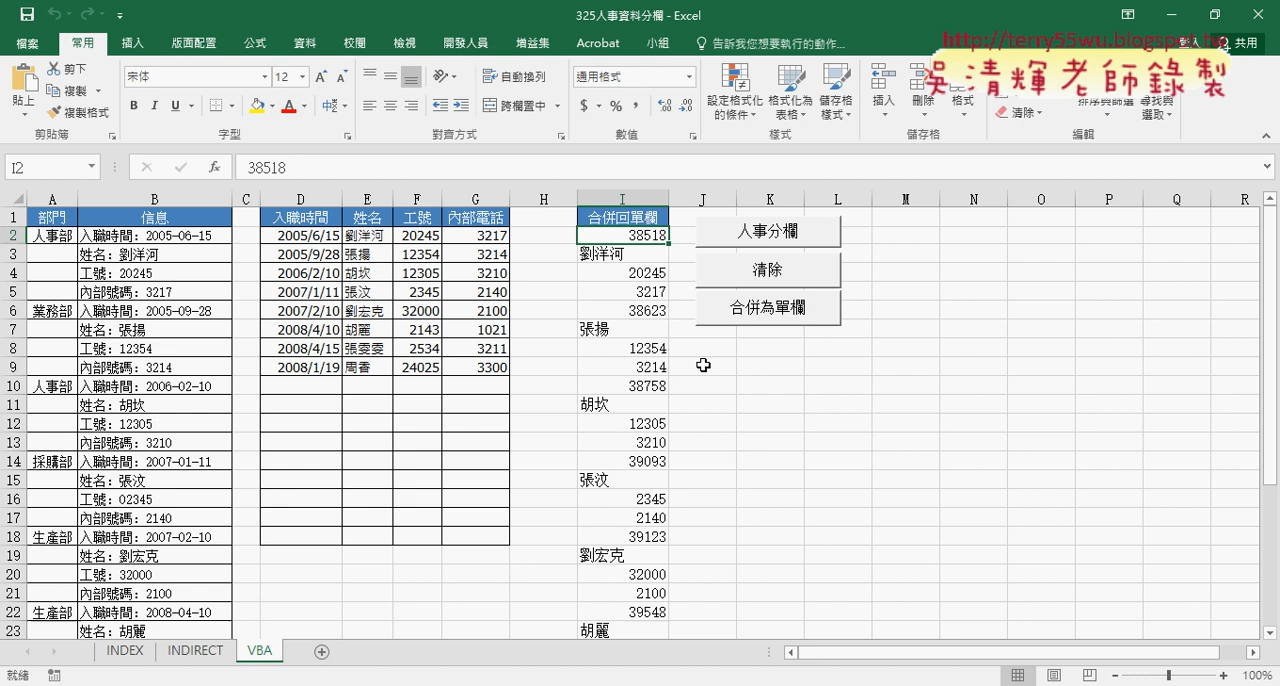 325人事資料分欄 - Excel
檔案 常用 插入 版面配置 公式 資料 校閱 檢視 開發人員 增益集 Acrobat 小組 告訴我您想要執行的動作... 登入 共用
http://terry55wu.blogspot.tw
吳清輝老師錄製
貼上 剪下 複製 複製格式 剪貼簿
宋体 12 B I U A 字型
自動換列 跨欄置中 對齊方式
通用格式 $ % 數值
設定格式化的條件 格式化為表格 儲存格樣式 樣式
插入 刪除 格式 儲存格
清除 排序與篩選 尋找與選取 編輯
I2 fx 38518
A B C D E F G H I J K L M N O P Q R
1 部門 信息 入職時間 姓名 工號 內部電話 合併回單欄
2 人事部 入職時間：2005-06-15 2005/6/15 劉洋河 20245 3217 38518
3 姓名：劉洋河 2005/9/28 張揚 12354 3214 劉洋河
4 工號：20245 2006/2/10 胡坎 12305 3210 20245
5 內部號碼：3217 2007/1/11 張汶 2345 2140 3217
6 業務部 入職時間：2005-09-28 2007/2/10 劉宏克 32000 2100 38623
7 姓名：張揚 2008/4/10 胡麗 2143 1021 張揚
8 工號：12354 2008/4/15 張雯雯 2534 3211 12354
9 內部號碼：3214 2008/1/19 周香 24025 3300 3214
10 人事部 入職時間：2006-02-10 38758
11 姓名：胡坎 胡坎
12 工號：12305 12305
13 內部號碼：3210 3210
14 採購部 入職時間：2007-01-11 39093
15 姓名：張汶 張汶
16 工號：02345 2345
17 內部號碼：2140 2140
18 生產部 入職時間：2007-02-10 39123
19 姓名：劉宏克 劉宏克
20 工號：32000 32000
21 內部號碼：2100 2100
22 生產部 入職時間：2008-04-10 39548
23 姓名：胡麗 胡麗
人事分欄
清除
合併為單欄
INDEX INDIRECT VBA
就緒 100%